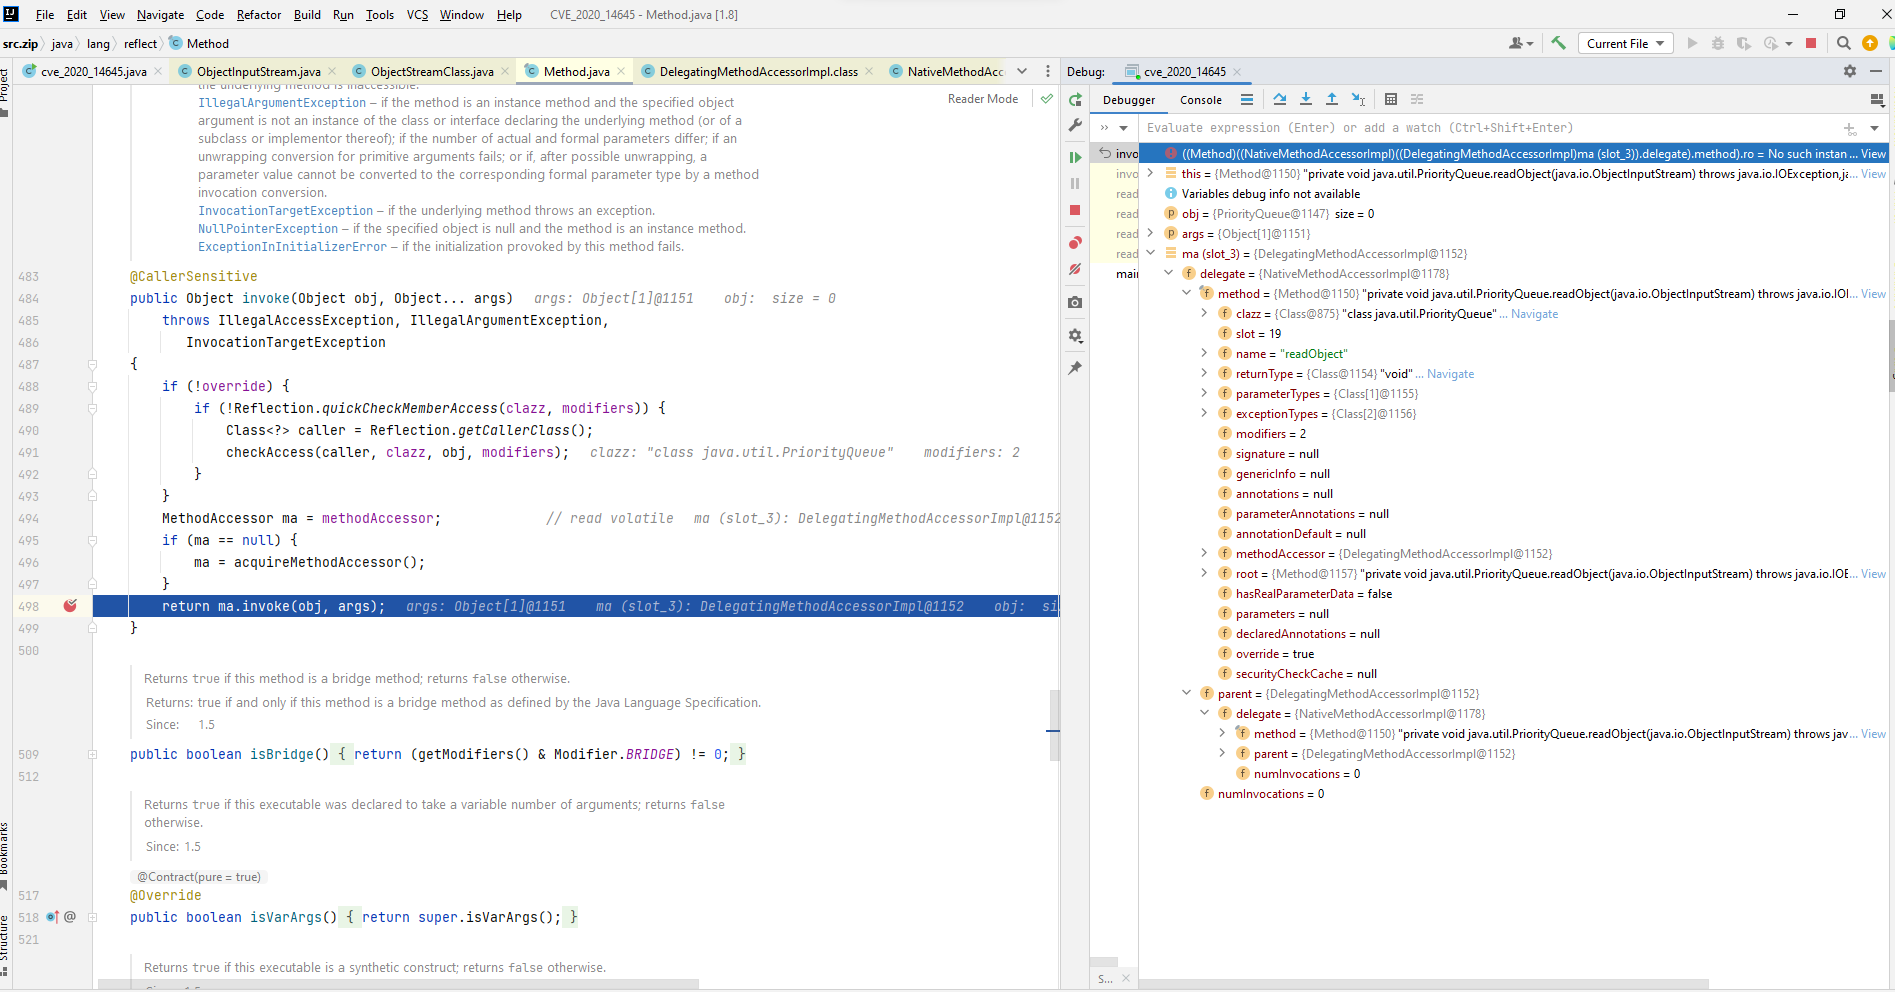 File Edit View Navigate Code Refactor Build Run Tools VCS Window Help CVE_2020_14645 - Method.java [1.8]
src.zip java lang reflect Method
Current File
Project
cve_2020_14645.java ObjectInputStream.java ObjectStreamClass.java Method.java DelegatingMethodAccessorImpl.class NativeMethodAcc
Reader Mode
the underlying method is inaccessible.
IllegalArgumentException – if the method is an instance method and the specified object
argument is not an instance of the class or interface declaring the underlying method (or of a
subclass or implementor thereof); if the number of actual and formal parameters differ; if an
unwrapping conversion for primitive arguments fails; or if, after possible unwrapping, a
parameter value cannot be converted to the corresponding formal parameter type by a method
invocation conversion.
InvocationTargetException – if the underlying method throws an exception.
NullPointerException – if the specified object is null and the method is an instance method.
ExceptionInInitializerError – if the initialization provoked by this method fails.
483 @CallerSensitive
484 public Object invoke(Object obj, Object... args) args: Object[1]@1151 obj: size = 0
485 throws IllegalAccessException, IllegalArgumentException,
486 InvocationTargetException
487 {
488 if (!override) {
489 if (!Reflection.quickCheckMemberAccess(clazz, modifiers)) {
490 Class<?> caller = Reflection.getCallerClass();
491 checkAccess(caller, clazz, obj, modifiers); clazz: "class java.util.PriorityQueue" modifiers: 2
492 }
493 }
494 MethodAccessor ma = methodAccessor; // read volatile ma (slot_3): DelegatingMethodAccessorImpl@1152
495 if (ma == null) {
496 ma = acquireMethodAccessor();
497 }
498 return ma.invoke(obj, args); args: Object[1]@1151 ma (slot_3): DelegatingMethodAccessorImpl@1152 obj: si
499 }
500
Returns true if this method is a bridge method; returns false otherwise.
Returns: true if and only if this method is a bridge method as defined by the Java Language Specification.
Since: 1.5
509 public boolean isBridge() { return (getModifiers() & Modifier.BRIDGE) != 0; }
512
Returns true if this executable was declared to take a variable number of arguments; returns false
otherwise.
Since: 1.5
@Contract(pure = true)
517 @Override
518 public boolean isVarArgs() { return super.isVarArgs(); }
521
Returns true if this executable is a synthetic construct; returns false otherwise.
Bookmarks
Structure
Debug: cve_2020_14645
Debugger Console
Evaluate expression (Enter) or add a watch (Ctrl+Shift+Enter)
invo
invo
read
read
read
read
main
((Method)((NativeMethodAccessorImpl)((DelegatingMethodAccessorImpl)ma (slot_3)).delegate).method).ro = No such instan ... View
this = {Method@1150} "private void java.util.PriorityQueue.readObject(java.io.ObjectInputStream) throws java.io.IOException,j... View
Variables debug info not available
obj = {PriorityQueue@1147} size = 0
args = {Object[1]@1151}
ma (slot_3) = {DelegatingMethodAccessorImpl@1152}
delegate = {NativeMethodAccessorImpl@1178}
method = {Method@1150} "private void java.util.PriorityQueue.readObject(java.io.ObjectInputStream) throws java.io.IOI... View
clazz = {Class@875} "class java.util.PriorityQueue" ... Navigate
slot = 19
name = "readObject"
returnType = {Class@1154} "void" ... Navigate
parameterTypes = {Class[1]@1155}
exceptionTypes = {Class[2]@1156}
modifiers = 2
signature = null
genericInfo = null
annotations = null
parameterAnnotations = null
annotationDefault = null
methodAccessor = {DelegatingMethodAccessorImpl@1152}
root = {Method@1157} "private void java.util.PriorityQueue.readObject(java.io.ObjectInputStream) throws java.io.IOE... View
hasRealParameterData = false
parameters = null
declaredAnnotations = null
override = true
securityCheckCache = null
parent = {DelegatingMethodAccessorImpl@1152}
delegate = {NativeMethodAccessorImpl@1178}
method = {Method@1150} "private void java.util.PriorityQueue.readObject(java.io.ObjectInputStream) throws jav... View
parent = {DelegatingMethodAccessorImpl@1152}
numInvocations = 0
numInvocations = 0
S...